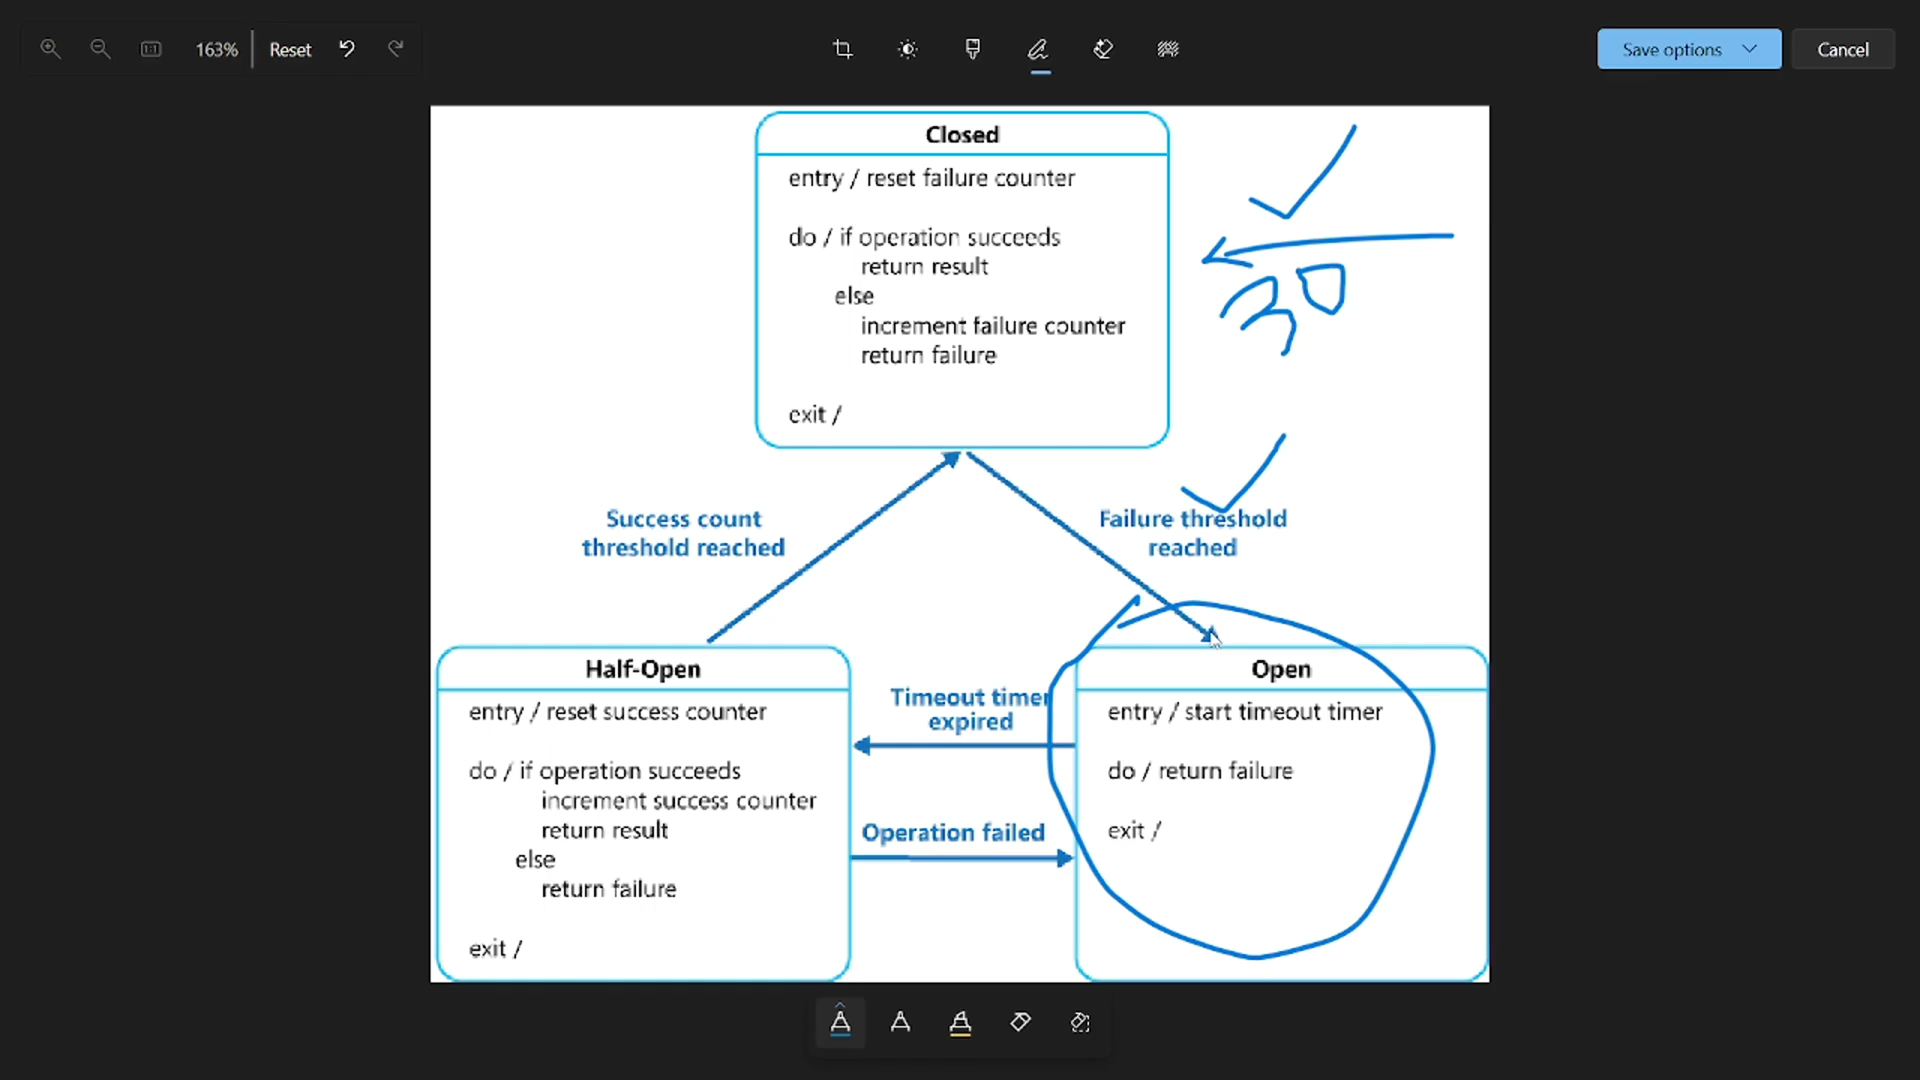 163%
Reset
Save options
Cancel
Closed
entry / reset failure counter
do / if operation succeeds
return result
else
increment failure counter
return failure
exit /
30
Success count
threshold reached
Failure threshold
reached
Half-Open
entry / reset success counter
do / if operation succeeds
increment success counter
return result
else
return failure
exit /
Timeout timer
expired
Operation failed
Open
entry / start timeout timer
do / return failure
exit /